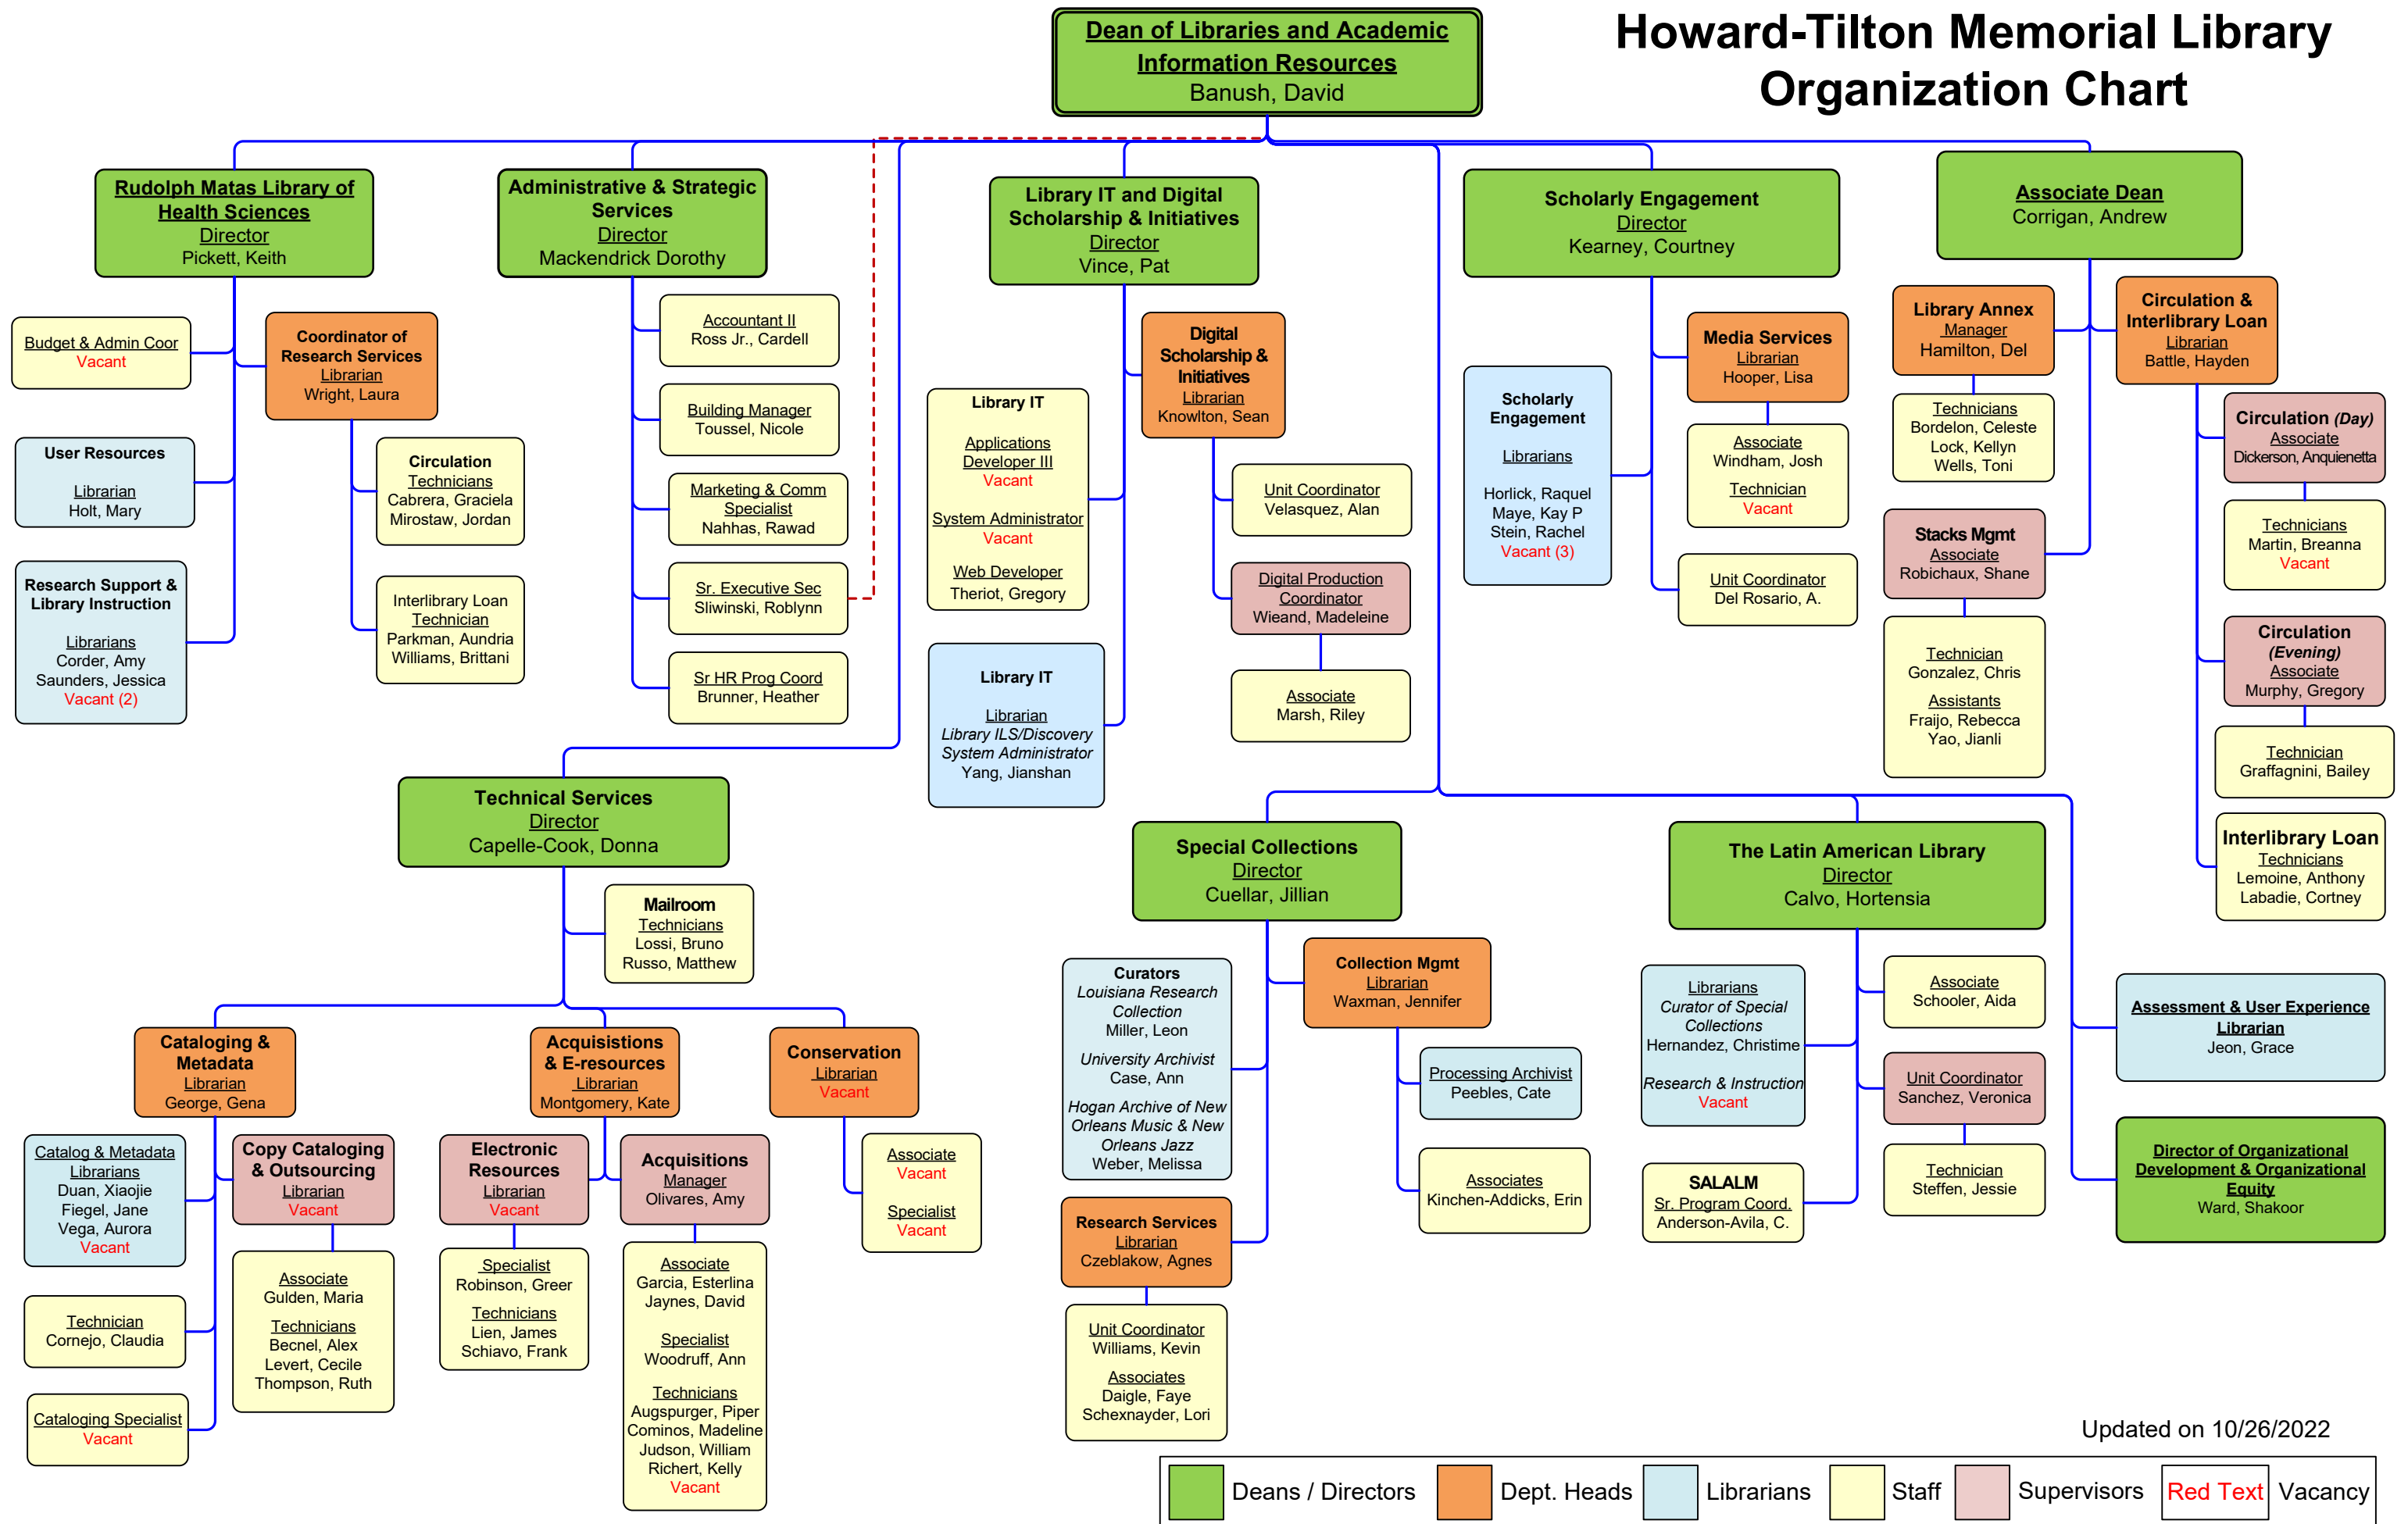 Howard-Tilton Memorial Library
Organization Chart
Dean of Libraries and Academic
Information Resources
Banush, David
Rudolph Matas Library of
Health Sciences
Director
Pickett, Keith
Budget & Admin Coor
Vacant
Coordinator of
Research Services
Librarian
Wright, Laura
User Resources
Librarian
Holt, Mary
Circulation
Technicians
Cabrera, Graciela
Mirostaw, Jordan
Research Support &
Library Instruction
Librarians
Corder, Amy
Saunders, Jessica
Vacant (2)
Interlibrary Loan
Technician
Parkman, Aundria
Williams, Brittani
Administrative & Strategic
Services
Director
Mackendrick Dorothy
Accountant II
Ross Jr., Cardell
Building Manager
Toussel, Nicole
Marketing & Comm
Specialist
Nahhas, Rawad
Sr. Executive Sec
Sliwinski, Roblynn
Sr HR Prog Coord
Brunner, Heather
Library IT and Digital
Scholarship & Initiatives
Director
Vince, Pat
Digital
Scholarship &
Initiatives
Librarian
Knowlton, Sean
Library IT
Applications
Developer III
Vacant
System Administrator
Vacant
Web Developer
Theriot, Gregory
Unit Coordinator
Velasquez, Alan
Digital Production
Coordinator
Wieand, Madeleine
Associate
Marsh, Riley
Library IT
Librarian
Library ILS/Discovery
System Administrator
Yang, Jianshan
Scholarly Engagement
Director
Kearney, Courtney
Media Services
Librarian
Hooper, Lisa
Scholarly
Engagement
Librarians
Horlick, Raquel
Maye, Kay P
Stein, Rachel
Vacant (3)
Associate
Windham, Josh
Technician
Vacant
Unit Coordinator
Del Rosario, A.
Associate Dean
Corrigan, Andrew
Library Annex
Manager
Hamilton, Del
Circulation &
Interlibrary Loan
Librarian
Battle, Hayden
Technicians
Bordelon, Celeste
Lock, Kellyn
Wells, Toni
Circulation (Day)
Associate
Dickerson, Anquienetta
Technicians
Martin, Breanna
Vacant
Stacks Mgmt
Associate
Robichaux, Shane
Technician
Gonzalez, Chris
Assistants
Fraijo, Rebecca
Yao, Jianli
Circulation
(Evening)
Associate
Murphy, Gregory
Technician
Graffagnini, Bailey
Interlibrary Loan
Technicians
Lemoine, Anthony
Labadie, Cortney
Technical Services
Director
Capelle-Cook, Donna
Mailroom
Technicians
Lossi, Bruno
Russo, Matthew
Cataloging &
Metadata
Librarian
George, Gena
Acquisistions
& E-resources
Librarian
Montgomery, Kate
Conservation
Librarian
Vacant
Catalog & Metadata
Librarians
Duan, Xiaojie
Fiegel, Jane
Vega, Aurora
Vacant
Copy Cataloging
& Outsourcing
Librarian
Vacant
Electronic
Resources
Librarian
Vacant
Acquisitions
Manager
Olivares, Amy
Associate
Vacant
Specialist
Vacant
Technician
Cornejo, Claudia
Cataloging Specialist
Vacant
Associate
Gulden, Maria
Technicians
Becnel, Alex
Levert, Cecile
Thompson, Ruth
Specialist
Robinson, Greer
Technicians
Lien, James
Schiavo, Frank
Associate
Garcia, Esterlina
Jaynes, David
Specialist
Woodruff, Ann
Technicians
Augspurger, Piper
Cominos, Madeline
Judson, William
Richert, Kelly
Vacant
Special Collections
Director
Cuellar, Jillian
Curators
Louisiana Research
Collection
Miller, Leon
University Archivist
Case, Ann
Hogan Archive of New
Orleans Music & New
Orleans Jazz
Weber, Melissa
Collection Mgmt
Librarian
Waxman, Jennifer
Processing Archivist
Peebles, Cate
Associates
Kinchen-Addicks, Erin
Research Services
Librarian
Czeblakow, Agnes
Unit Coordinator
Williams, Kevin
Associates
Daigle, Faye
Schexnayder, Lori
The Latin American Library
Director
Calvo, Hortensia
Librarians
Curator of Special
Collections
Hernandez, Christime
Research & Instruction
Vacant
Associate
Schooler, Aida
Unit Coordinator
Sanchez, Veronica
Technician
Steffen, Jessie
SALALM
Sr. Program Coord.
Anderson-Avila, C.
Assessment & User Experience
Librarian
Jeon, Grace
Director of Organizational
Development & Organizational
Equity
Ward, Shakoor
Updated on 10/26/2022
Deans / Directors
Dept. Heads
Librarians
Staff
Supervisors
Red Text
Vacancy